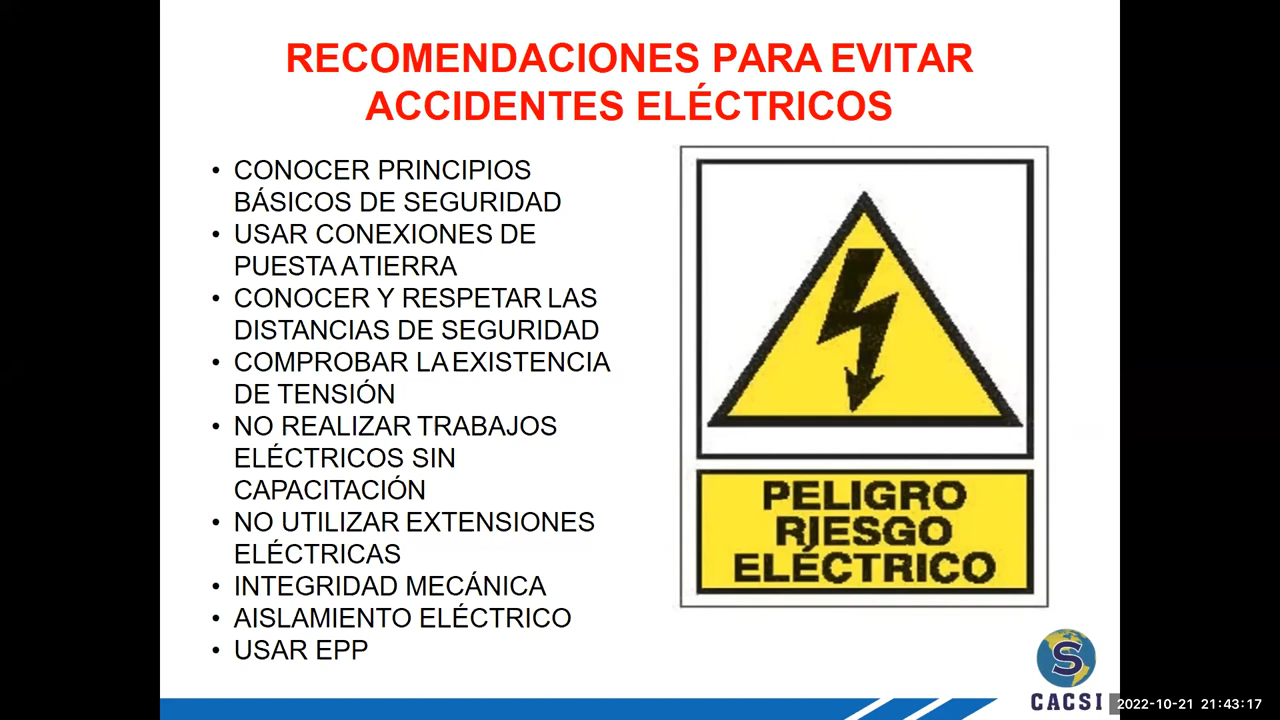 RECOMENDACIONES PARA EVITAR
ACCIDENTES ELÉCTRICOS
• CONOCER PRINCIPIOS
BÁSICOS DE SEGURIDAD
• USAR CONEXIONES DE
PUESTA A TIERRA
• CONOCER Y RESPETAR LAS
DISTANCIAS DE SEGURIDAD
• COMPROBAR LA EXISTENCIA
DE TENSIÓN
• NO REALIZAR TRABAJOS
ELÉCTRICOS SIN
CAPACITACIÓN
• NO UTILIZAR EXTENSIONES
ELÉCTRICAS
• INTEGRIDAD MECÁNICA
• AISLAMIENTO ELÉCTRICO
• USAR EPP
PELIGRO
RIESGO
ELÉCTRICO
S
CACSI
2022-10-21 21:43:17